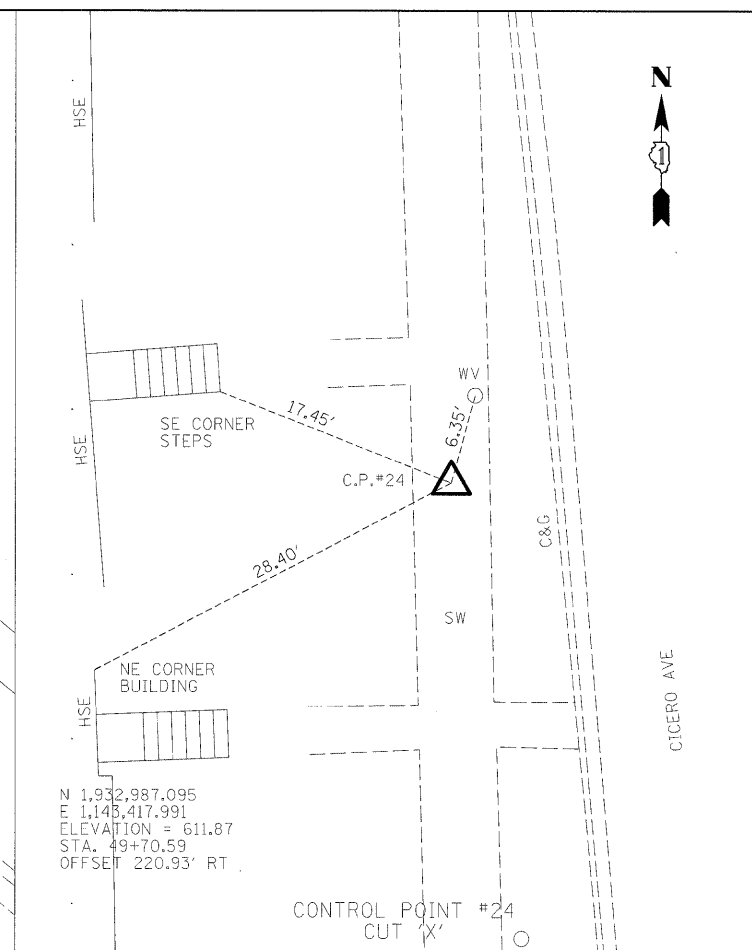 HSE
N
1
WV
17.45'
6.35'
SE CORNER
STEPS
HSE
C.P.#24
C&G
28.40'
SW
NE CORNER
BUILDING
HSE
CICERO AVE
N 1,932,987.095
E 1,143,417.991
ELEVATION = 611.87
STA. 49+70.59
OFFSET 220.93' RT
CONTROL POINT #24
CUT 'X'